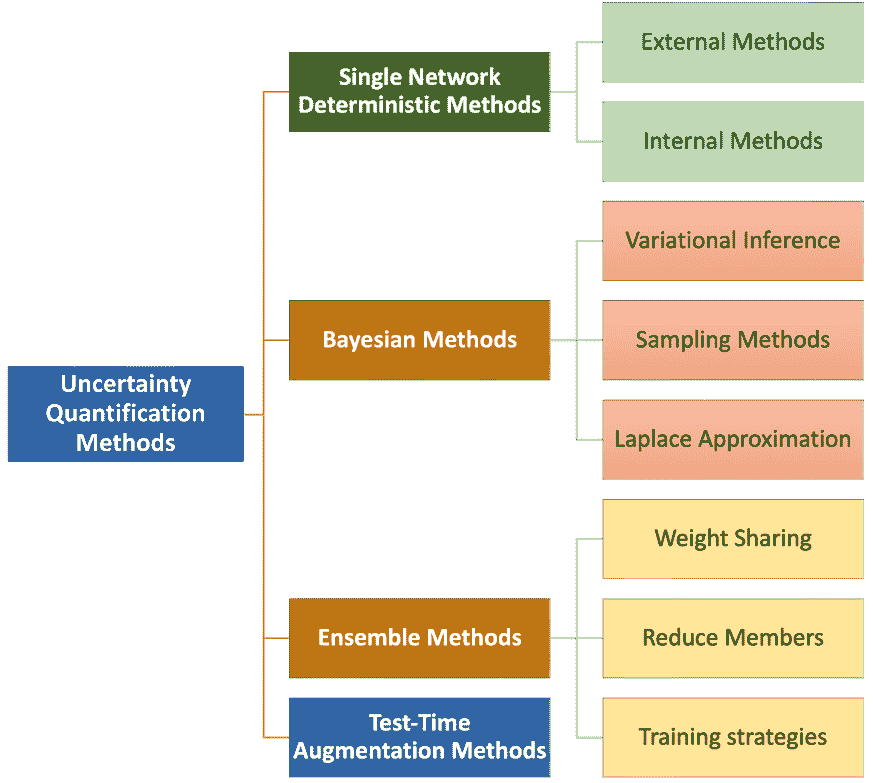 Uncertainty
Quantification
Methods
Single Network
Deterministic Methods
External Methods
Internal Methods
Bayesian Methods
Variational Inference
Sampling Methods
Laplace Approximation
Ensemble Methods
Weight Sharing
Reduce Members
Training strategies
Test-Time
Augmentation Methods